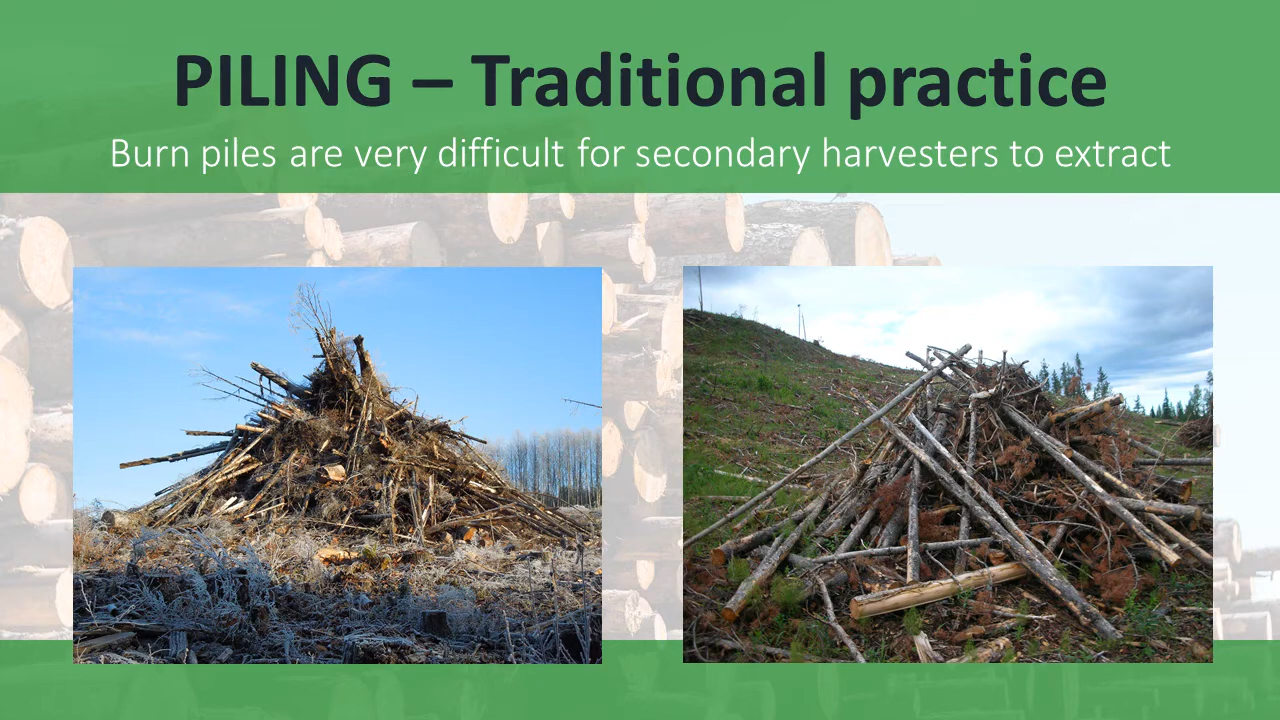 PILING – Traditional practice
Burn piles are very difficult for secondary harvesters to extract